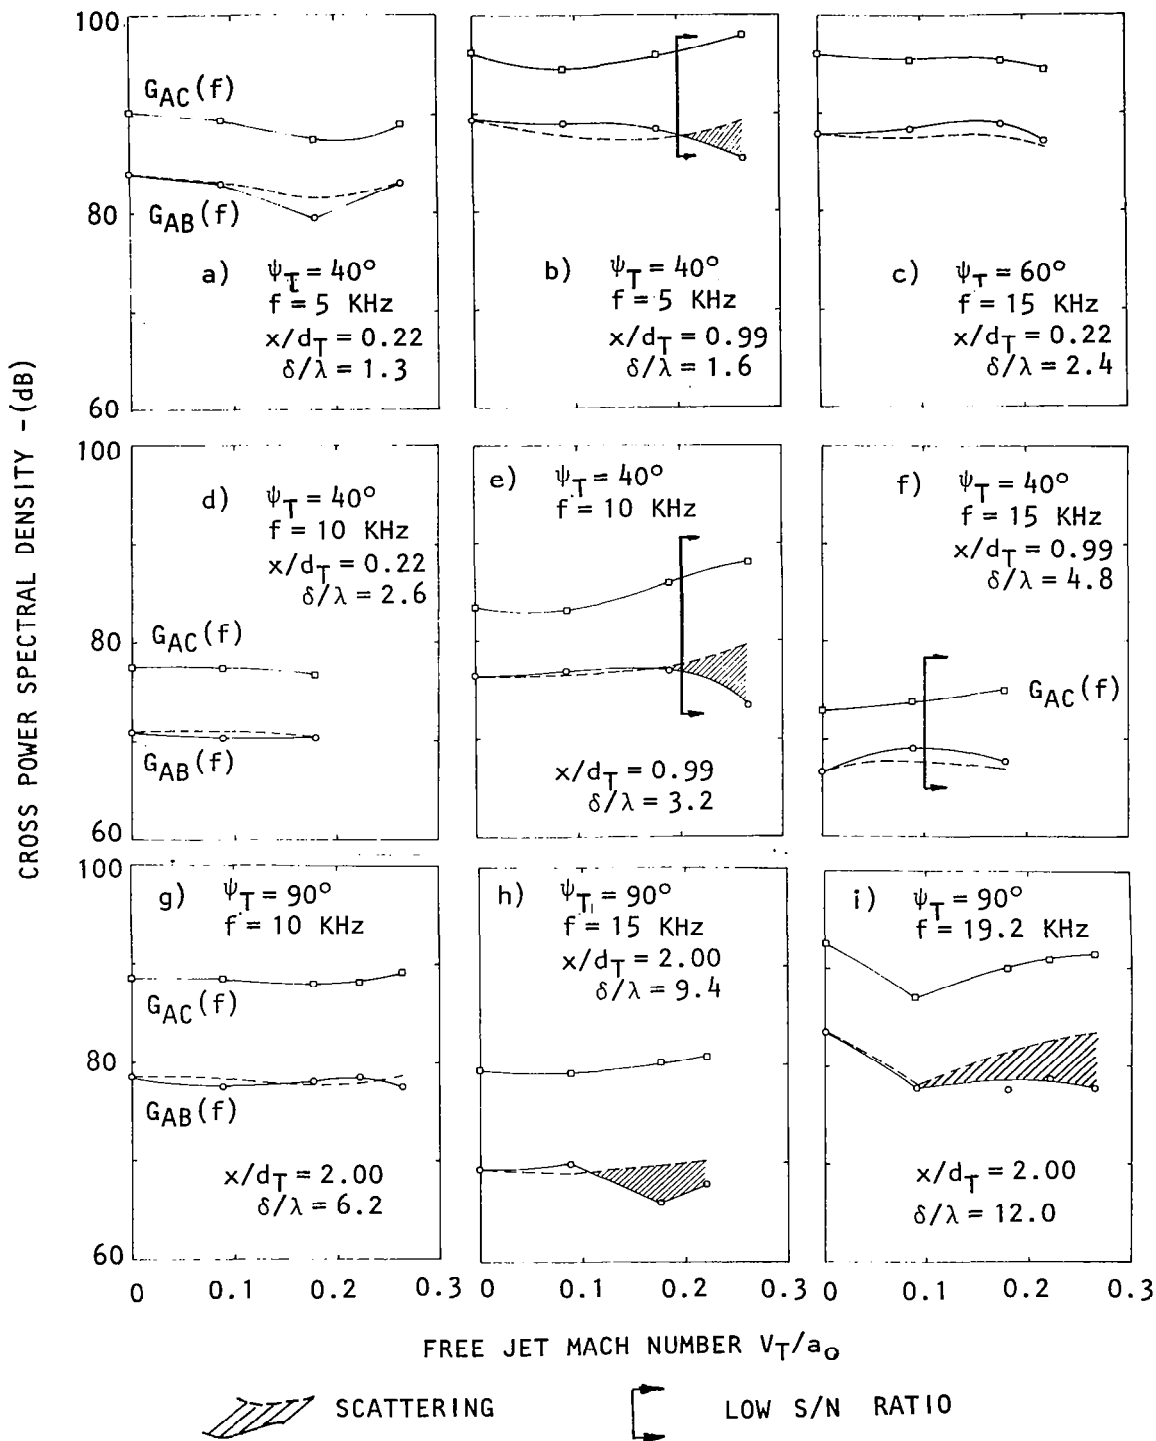 CROSS POWER SPECTRAL DENSITY -(dB)
100
80
60
G_AC(f)
G_AB(f)
a) ψ_T = 40°
f = 5 KHz
x/d_T = 0.22
δ/λ = 1.3
b) ψ_T = 40°
f = 5 KHz
x/d_T = 0.99
δ/λ = 1.6
c) ψ_T = 60°
f = 15 KHz
x/d_T = 0.22
δ/λ = 2.4
100
80
60
d) ψ_T = 40°
f = 10 KHz
x/d_T = 0.22
δ/λ = 2.6
G_AC(f)
G_AB(f)
e) ψ_T = 40°
f = 10 KHz
x/d_T = 0.99
δ/λ = 3.2
f) ψ_T = 40°
f = 15 KHz
x/d_T = 0.99
δ/λ = 4.8
G_AC(f)
100
80
60
g) ψ_T = 90°
f = 10 KHz
G_AC(f)
G_AB(f)
x/d_T = 2.00
δ/λ = 6.2
h) ψ_T = 90°
f = 15 KHz
x/d_T = 2.00
δ/λ = 9.4
i) ψ_T = 90°
f = 19.2 KHz
x/d_T = 2.00
δ/λ = 12.0
0 0.1 0.2 0.3 0 0.1 0.2 0.3 0 0.1 0.2 0.3
FREE JET MACH NUMBER V_T/a_o
SCATTERING
LOW S/N RATIO